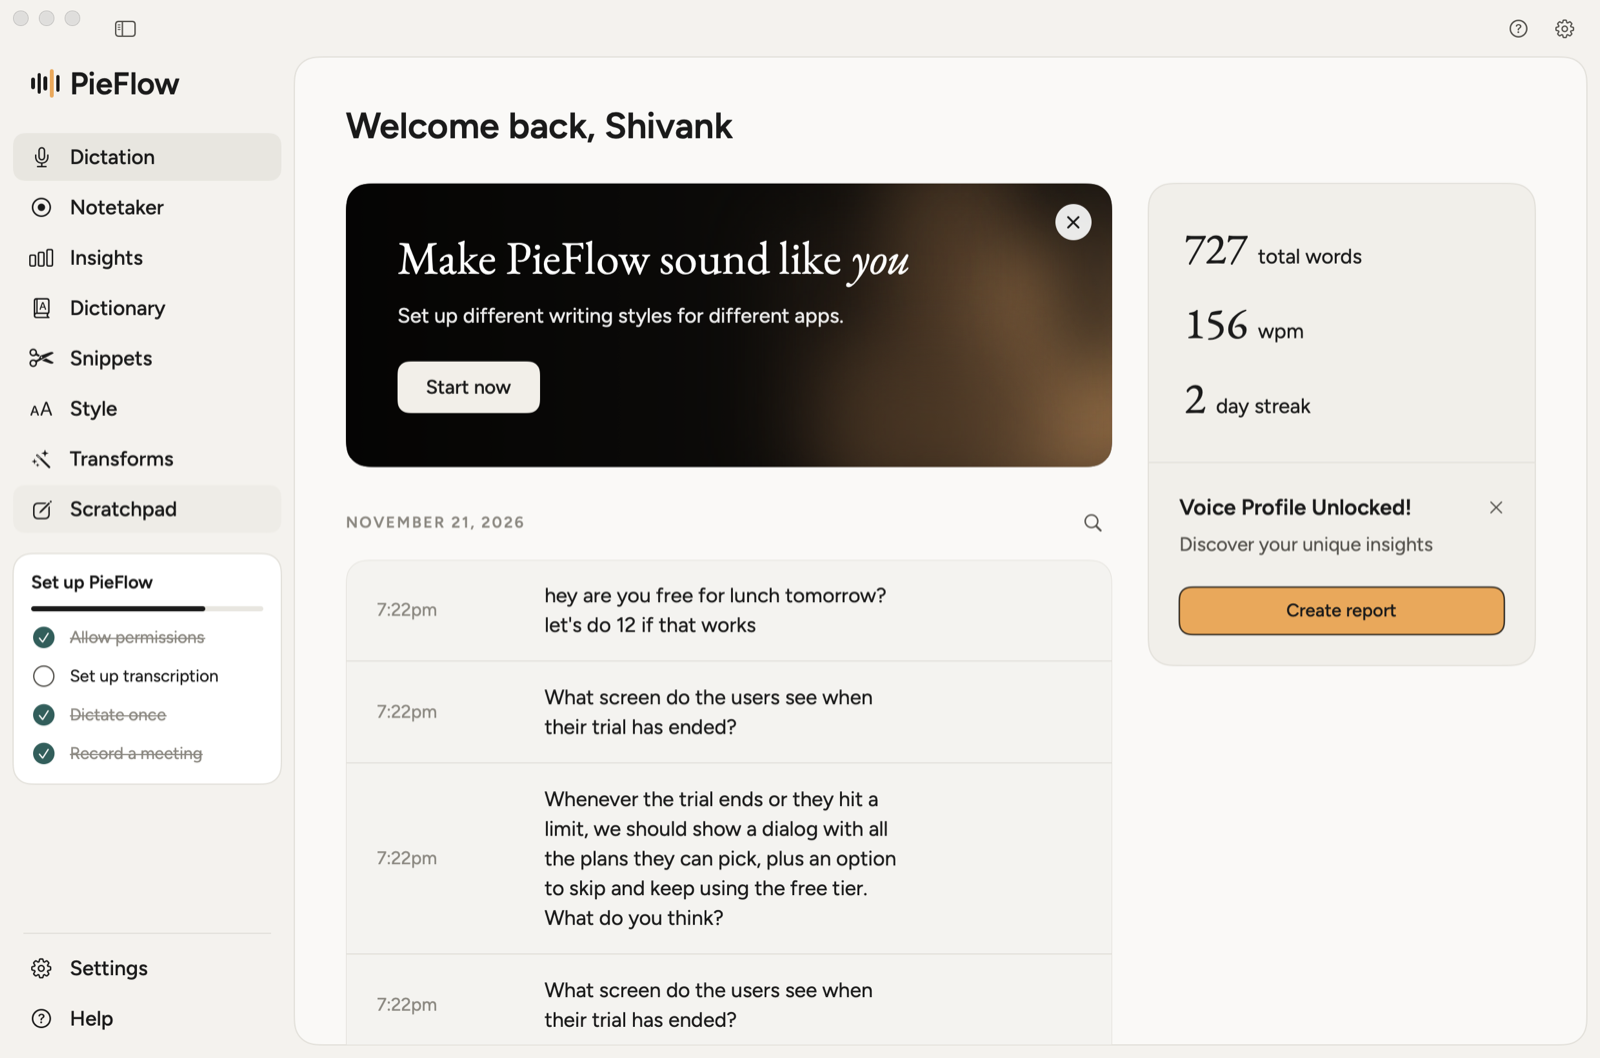 PieFlow
Dictation
Notetaker
Insights
Dictionary
Snippets
Style
Transforms
Scratchpad
Set up PieFlow
Allow permissions
Set up transcription
Dictate once
Record a meeting
Settings
Help
Welcome back, Shivank
Make PieFlow sound like you
Set up different writing styles for different apps.
Start now
NOVEMBER 21, 2026
7:22pm
hey are you free for lunch tomorrow?
let's do 12 if that works
7:22pm
What screen do the users see when
their trial has ended?
7:22pm
Whenever the trial ends or they hit a
limit, we should show a dialog with all
the plans they can pick, plus an option
to skip and keep using the free tier.
What do you think?
7:22pm
What screen do the users see when
their trial has ended?
727 total words
156 wpm
2 day streak
Voice Profile Unlocked!
Discover your unique insights
Create report